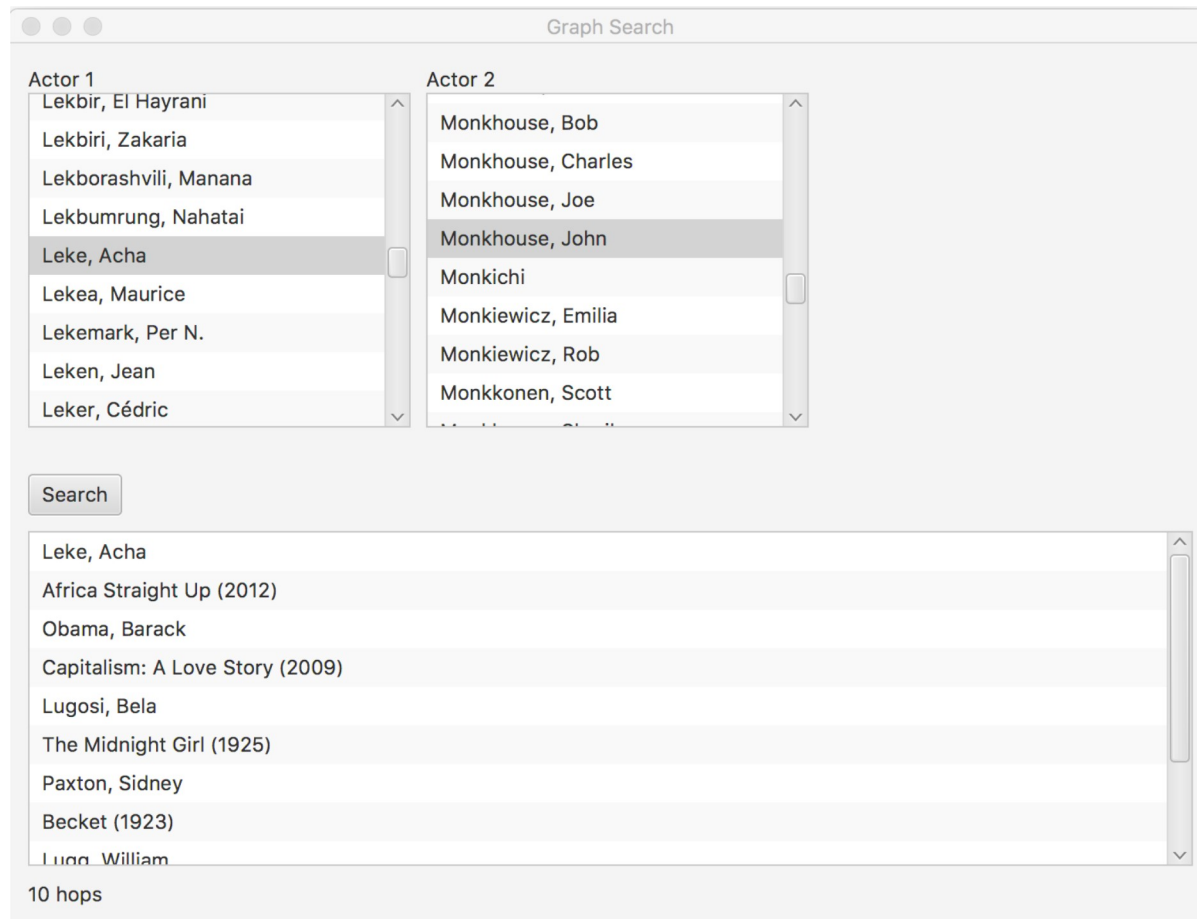 Graph Search
Actor 1
Lekbir, El Hayrani
Lekbiri, Zakaria
Lekborashvili, Manana
Lekbumrung, Nahatai
Leke, Acha
Lekea, Maurice
Lekemark, Per N.
Leken, Jean
Leker, Cédric
Actor 2
Monkhouse, Bob
Monkhouse, Charles
Monkhouse, Joe
Monkhouse, John
Monkichi
Monkiewicz, Emilia
Monkiewicz, Rob
Monkkonen, Scott
Search
Leke, Acha
Africa Straight Up (2012)
Obama, Barack
Capitalism: A Love Story (2009)
Lugosi, Bela
The Midnight Girl (1925)
Paxton, Sidney
Becket (1923)
Lugg, William
10 hops